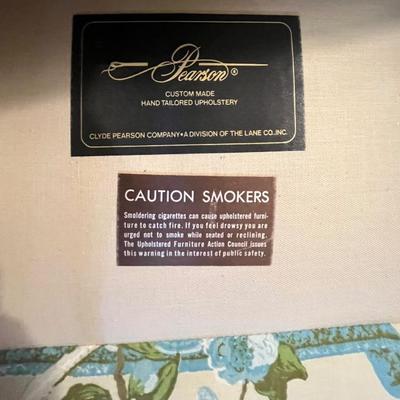 Pearson®
CUSTOM MADE
HAND TAILORED UPHOLSTERY
CLYDE PEARSON COMPANY•A DIVISION OF THE LANE CO.,INC.
CAUTION SMOKERS
Smoldering cigarettes can cause upholstered furni-
ture to catch fire. If you feel drowsy you are
urged not to smoke while seated or reclining.
The Upholstered Furniture Action Council issues
this warning in the interest of public safety.